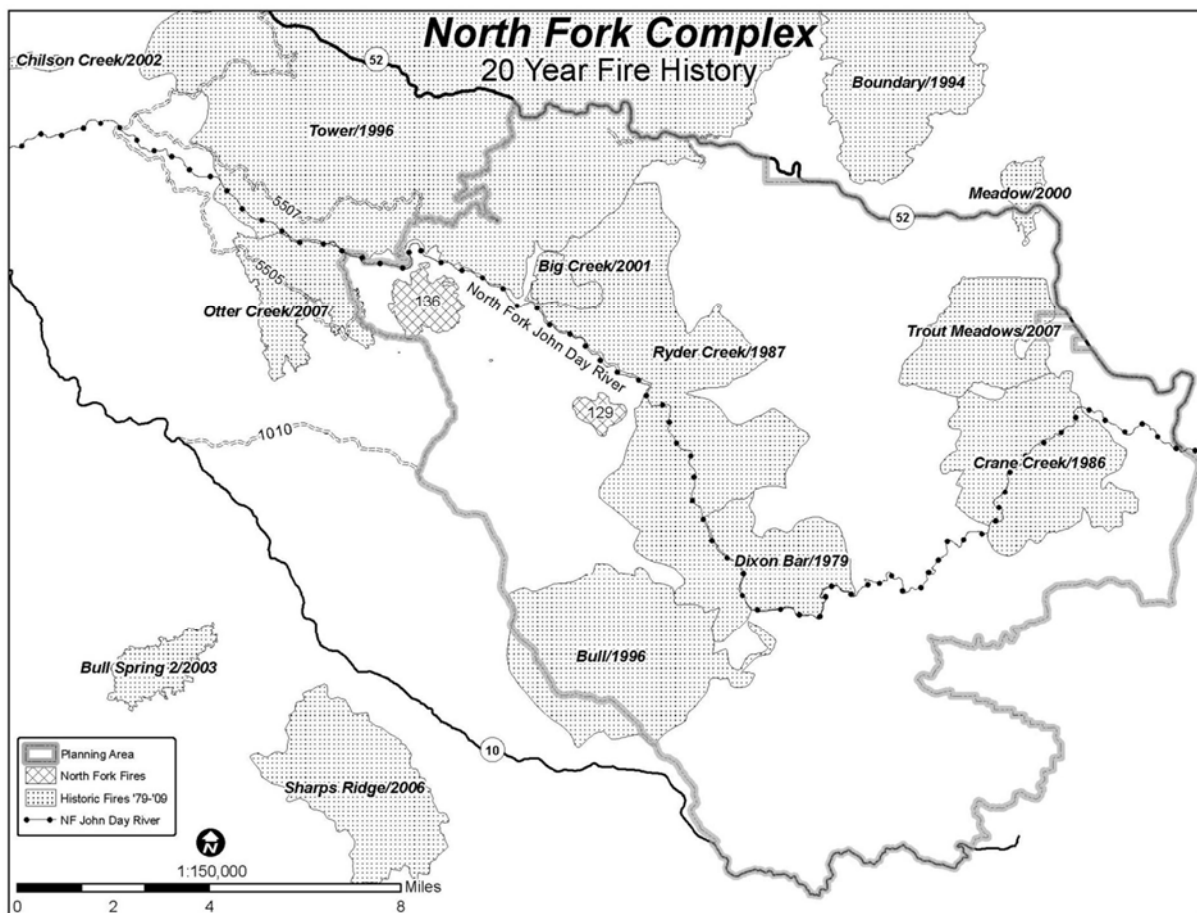 North Fork Complex
20 Year Fire History
Chilson Creek/2002
52
Boundary/1994
Tower/1996
Meadow/2000
52
5507
Big Creek/2001
5505
136
Otter Creek/2007
North Fork John Day River
Trout Meadows/2007
Ryder Creek/1987
129
1010
Crane Creek/1986
Dixon Bar/1979
Bull/1996
Bull Spring 2/2003
10
Sharps Ridge/2006
Planning Area
North Fork Fires
Historic Fires '79-'09
NF John Day River
N
1:150,000
Miles
0 2 4 8